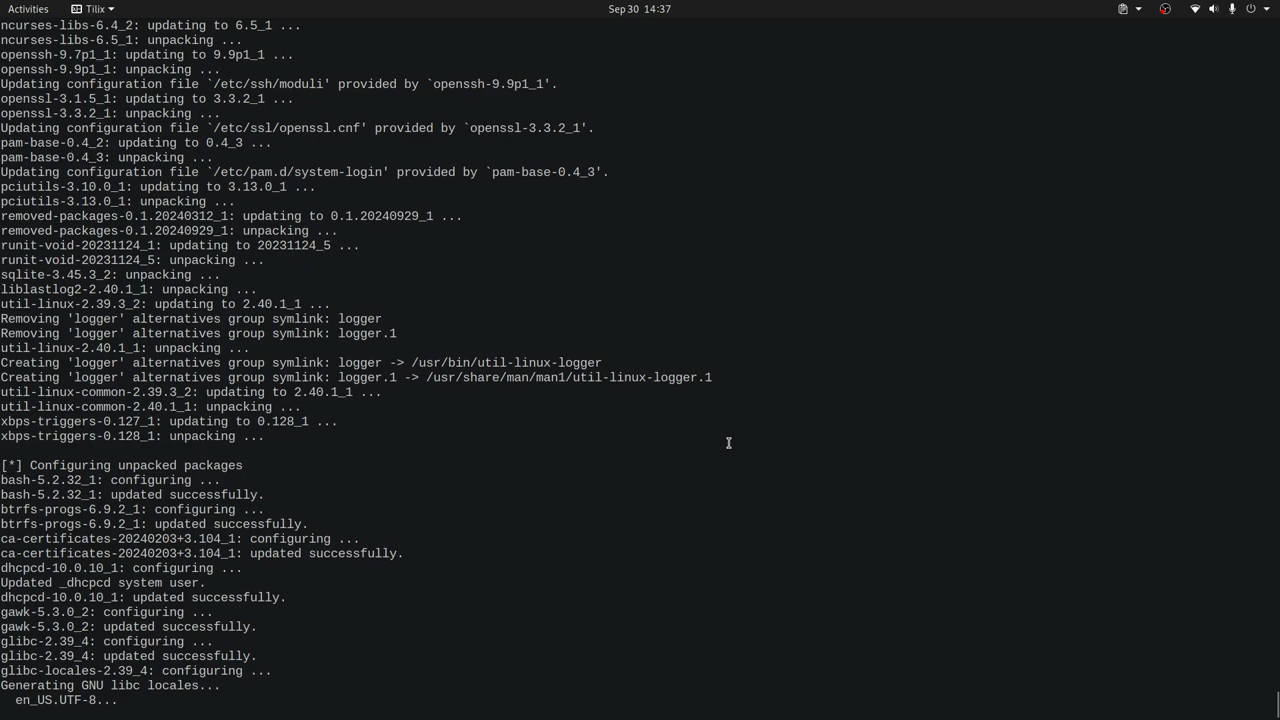 Activities
Tilix
Sep 30 14:37
ncurses-libs-6.4_2: updating to 6.5_1 ...
ncurses-libs-6.5_1: unpacking ...
openssh-9.7p1_1: updating to 9.9p1_1 ...
openssh-9.9p1_1: unpacking ...
Updating configuration file `/etc/ssh/moduli' provided by `openssh-9.9p1_1'.
openssl-3.1.5_1: updating to 3.3.2_1 ...
openssl-3.3.2_1: unpacking ...
Updating configuration file `/etc/ssl/openssl.cnf' provided by `openssl-3.3.2_1'.
pam-base-0.4_2: updating to 0.4_3 ...
pam-base-0.4_3: unpacking ...
Updating configuration file `/etc/pam.d/system-login' provided by `pam-base-0.4_3'.
pciutils-3.10.0_1: updating to 3.13.0_1 ...
pciutils-3.13.0_1: unpacking ...
removed-packages-0.1.20240312_1: updating to 0.1.20240929_1 ...
removed-packages-0.1.20240929_1: unpacking ...
runit-void-20231124_1: updating to 20231124_5 ...
runit-void-20231124_5: unpacking ...
sqlite-3.45.3_2: unpacking ...
liblastlog2-2.40.1_1: unpacking ...
util-linux-2.39.3_2: updating to 2.40.1_1 ...
Removing 'logger' alternatives group symlink: logger
Removing 'logger' alternatives group symlink: logger.1
util-linux-2.40.1_1: unpacking ...
Creating 'logger' alternatives group symlink: logger -> /usr/bin/util-linux-logger
Creating 'logger' alternatives group symlink: logger.1 -> /usr/share/man/man1/util-linux-logger.1
util-linux-common-2.39.3_2: updating to 2.40.1_1 ...
util-linux-common-2.40.1_1: unpacking ...
xbps-triggers-0.127_1: updating to 0.128_1 ...
xbps-triggers-0.128_1: unpacking ...
[*] Configuring unpacked packages
bash-5.2.32_1: configuring ...
bash-5.2.32_1: updated successfully.
btrfs-progs-6.9.2_1: configuring ...
btrfs-progs-6.9.2_1: updated successfully.
ca-certificates-20240203+3.104_1: configuring ...
ca-certificates-20240203+3.104_1: updated successfully.
dhcpcd-10.0.10_1: configuring ...
Updated _dhcpcd system user.
dhcpcd-10.0.10_1: updated successfully.
gawk-5.3.0_2: configuring ...
gawk-5.3.0_2: updated successfully.
glibc-2.39_4: configuring ...
glibc-2.39_4: updated successfully.
glibc-locales-2.39_4: configuring ...
Generating GNU libc locales...
  en_US.UTF-8...